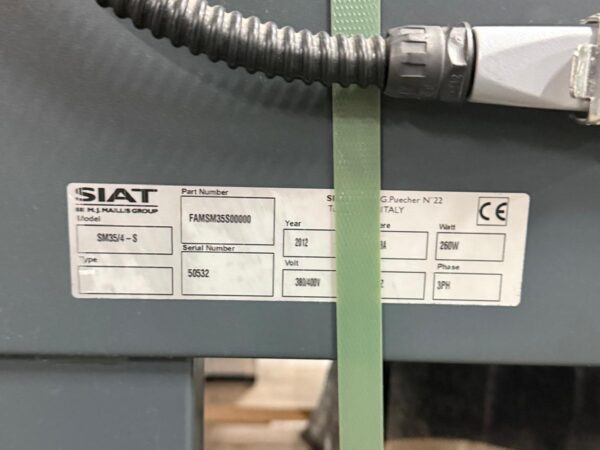 SIAT
M.J. MAILLIS GROUP
Model
SM35/4-S
Type
Part Number
FAMSM35S00000
Serial Number
50532
G.Puecher N°22
ITALY
Year
2012
Volt
380/400V
Watt
260W
Phase
3PH
CE